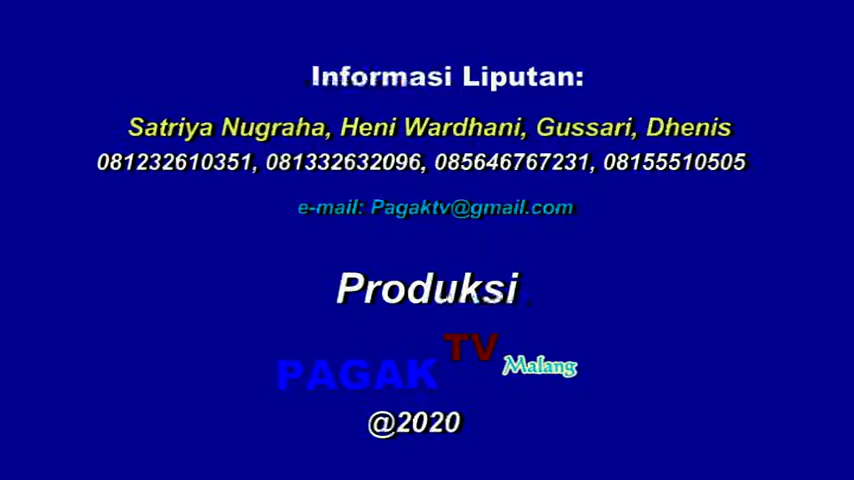 Informasi Liputan:
Satriya Nugraha, Heni Wardhani, Gussari, Dhenis
081232610351, 081332632096, 085646767231, 08155510505
e-mail: Pagaktv@gmail.com
Produksi
PAGAK TV Malang
@2020